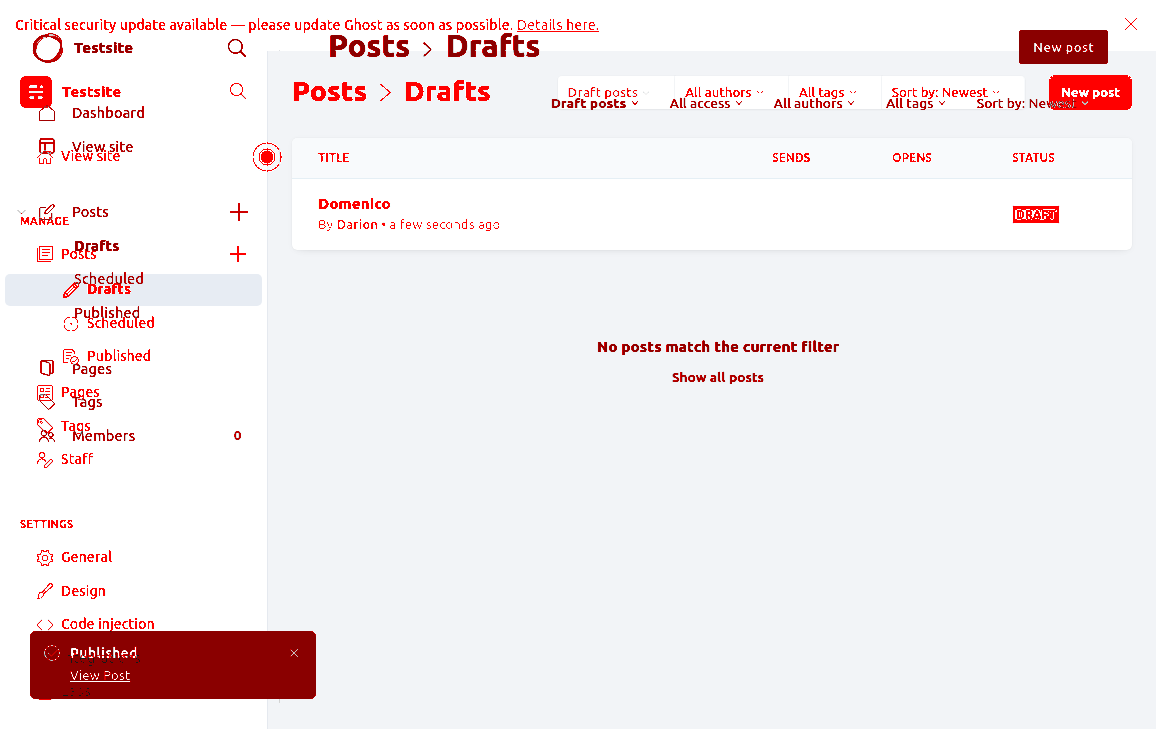 Critical security update available — please update Ghost as soon as possible. Details here.
Testsite
Posts > Drafts
New post
Testsite
Posts > Drafts
Draft posts
All authors
All tags
Sort by: Newest
New post
Draft posts
All access
All authors
All tags
Sort by: Newest
Dashboard
View site
View site
TITLE
SENDS
OPENS
STATUS
Domenico
By Darion • a few seconds ago
DRAFT
Posts
MANAGE
Drafts
Posts
Scheduled
Drafts
Published
Scheduled
Published
Pages
Pages
Tags
Tags
Members
0
Staff
No posts match the current filter
Show all posts
SETTINGS
General
Design
Code injection
Published
View Post